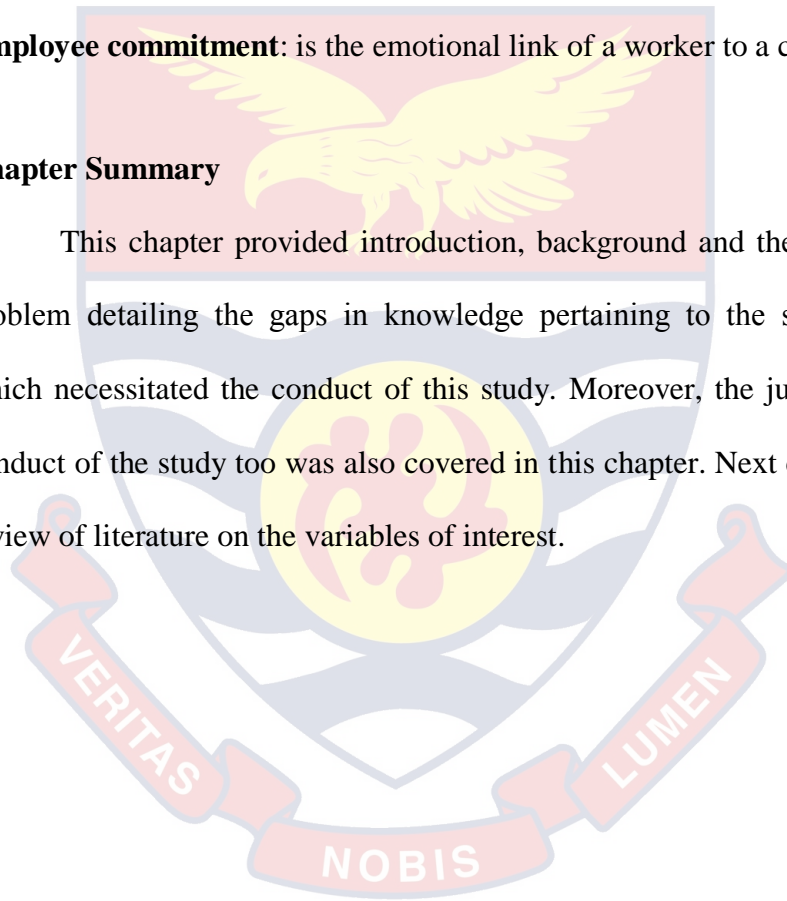 mployee commitment: is the emotional link of a worker to a c
hapter Summary
This chapter provided introduction, background and the
oblem detailing the gaps in knowledge pertaining to the s
hich necessitated the conduct of this study. Moreover, the ju
nduct of the study too was also covered in this chapter. Next
view of literature on the variables of interest.
VERITAS
NOBIS
LUMEN